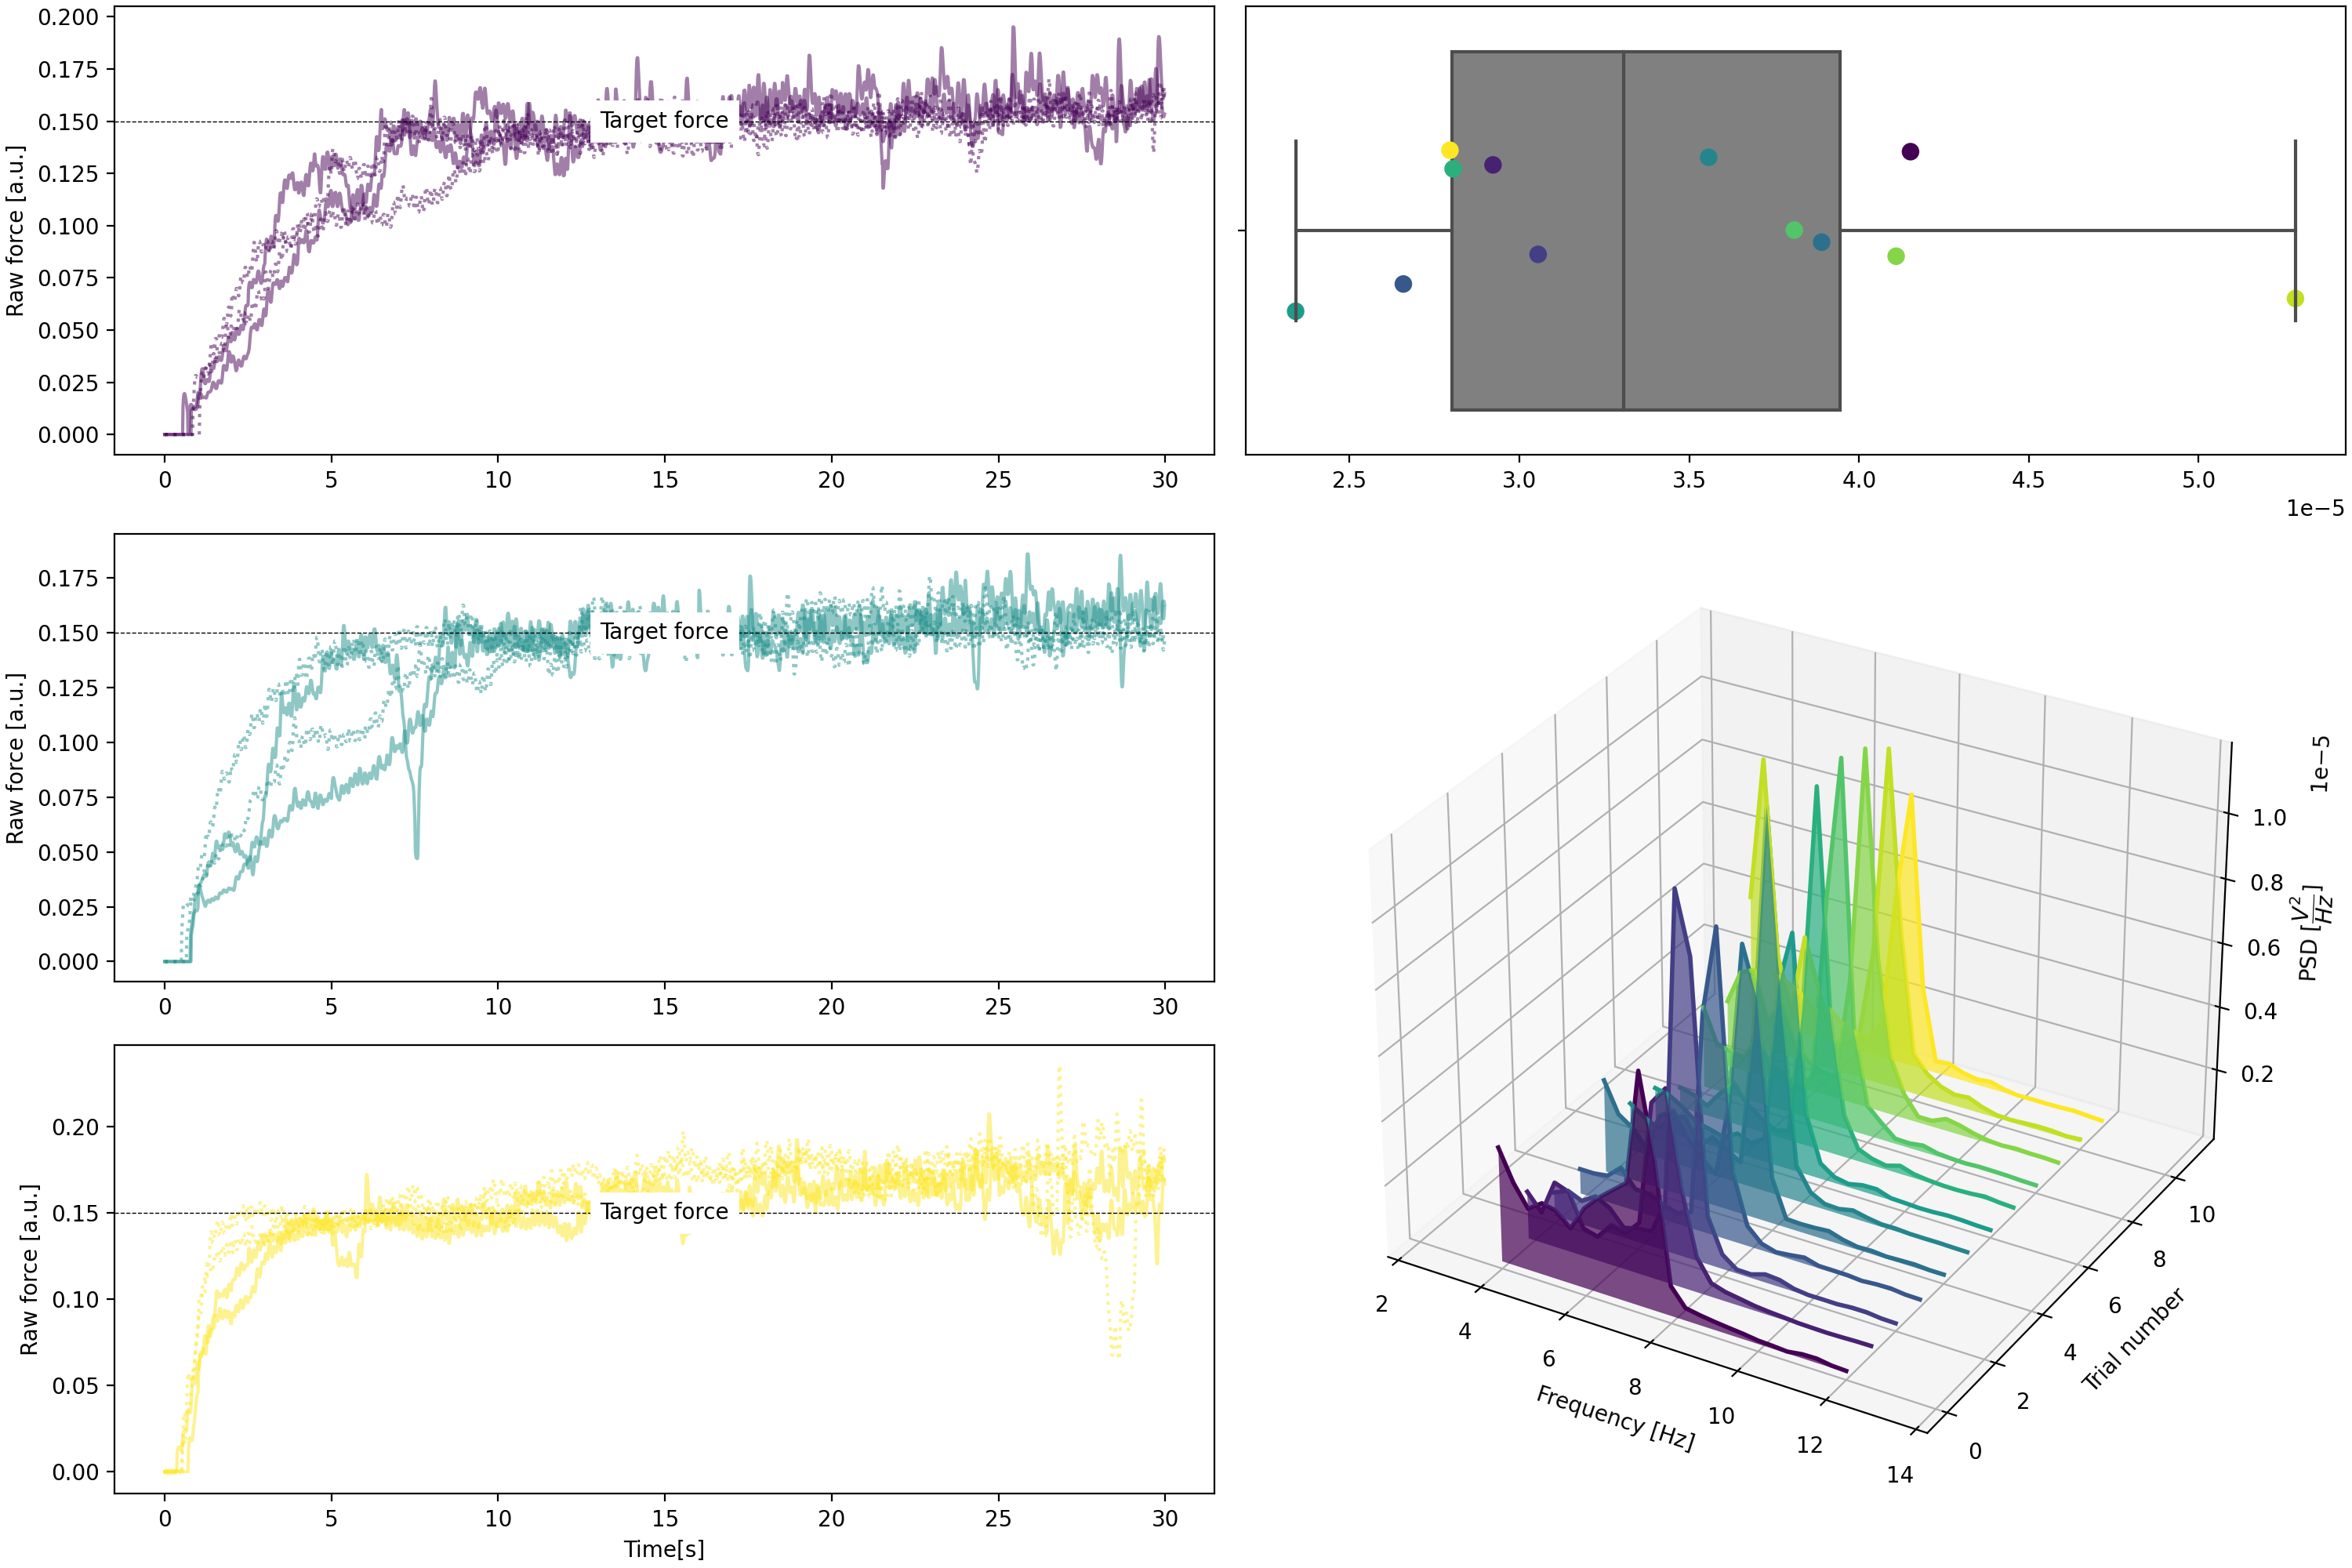 0.200
0.175
0.150
0.125
0.100
0.075
0.050
0.025
0.000
Raw force [a.u.]
Target force
0 5 10 15 20 25 30
2.5 3.0 3.5 4.0 4.5 5.0
1e−5
0.175
0.150
0.125
0.100
0.075
0.050
0.025
0.000
Raw force [a.u.]
Target force
0 5 10 15 20 25 30
0.20
0.15
0.10
0.05
0.00
Raw force [a.u.]
Target force
0 5 10 15 20 25 30
Time[s]
1e−5
1.0
0.8
0.6
0.4
0.2
PSD [V²/Hz]
2 4 6 8 10 12 14
Frequency [Hz]
0 2 4 6 8 10
Trial number